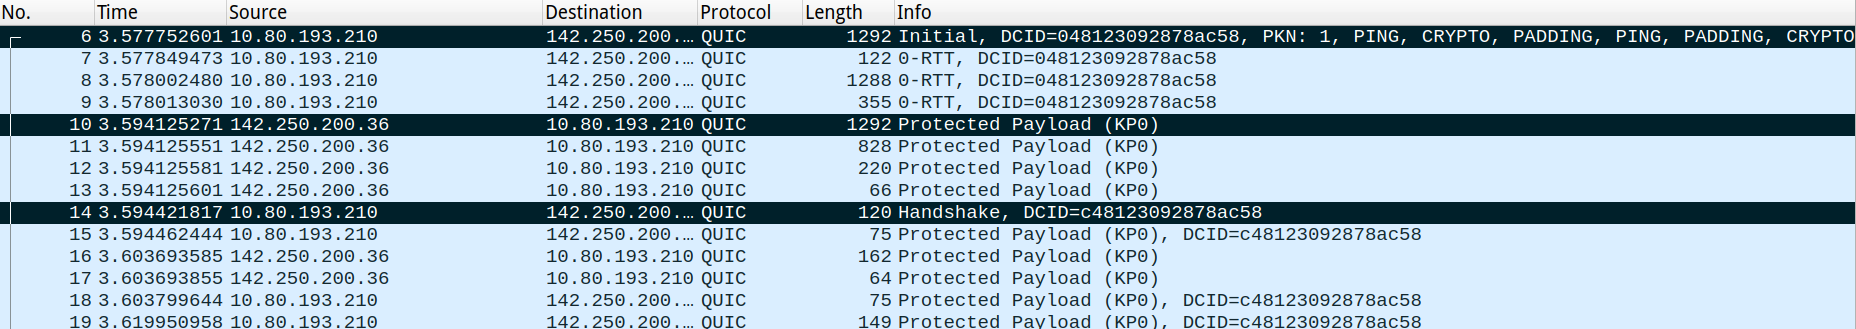 No. Time Source Destination Protocol Length Info
6 3.577752601 10.80.193.210 142.250.200.… QUIC 1292 Initial, DCID=048123092878ac58, PKN: 1, PING, CRYPTO, PADDING, PING, PADDING, CRYPTO
7 3.577849473 10.80.193.210 142.250.200.… QUIC 122 0-RTT, DCID=048123092878ac58
8 3.578002480 10.80.193.210 142.250.200.… QUIC 1288 0-RTT, DCID=048123092878ac58
9 3.578013030 10.80.193.210 142.250.200.… QUIC 355 0-RTT, DCID=048123092878ac58
10 3.594125271 142.250.200.36 10.80.193.210 QUIC 1292 Protected Payload (KP0)
11 3.594125551 142.250.200.36 10.80.193.210 QUIC 828 Protected Payload (KP0)
12 3.594125581 142.250.200.36 10.80.193.210 QUIC 220 Protected Payload (KP0)
13 3.594125601 142.250.200.36 10.80.193.210 QUIC 66 Protected Payload (KP0)
14 3.594421817 10.80.193.210 142.250.200.… QUIC 120 Handshake, DCID=c48123092878ac58
15 3.594462444 10.80.193.210 142.250.200.… QUIC 75 Protected Payload (KP0), DCID=c48123092878ac58
16 3.603693585 142.250.200.36 10.80.193.210 QUIC 162 Protected Payload (KP0)
17 3.603693855 142.250.200.36 10.80.193.210 QUIC 64 Protected Payload (KP0)
18 3.603799644 10.80.193.210 142.250.200.… QUIC 75 Protected Payload (KP0), DCID=c48123092878ac58
19 3.619950958 10.80.193.210 142.250.200.… QUIC 149 Protected Payload (KP0), DCID=c48123092878ac58